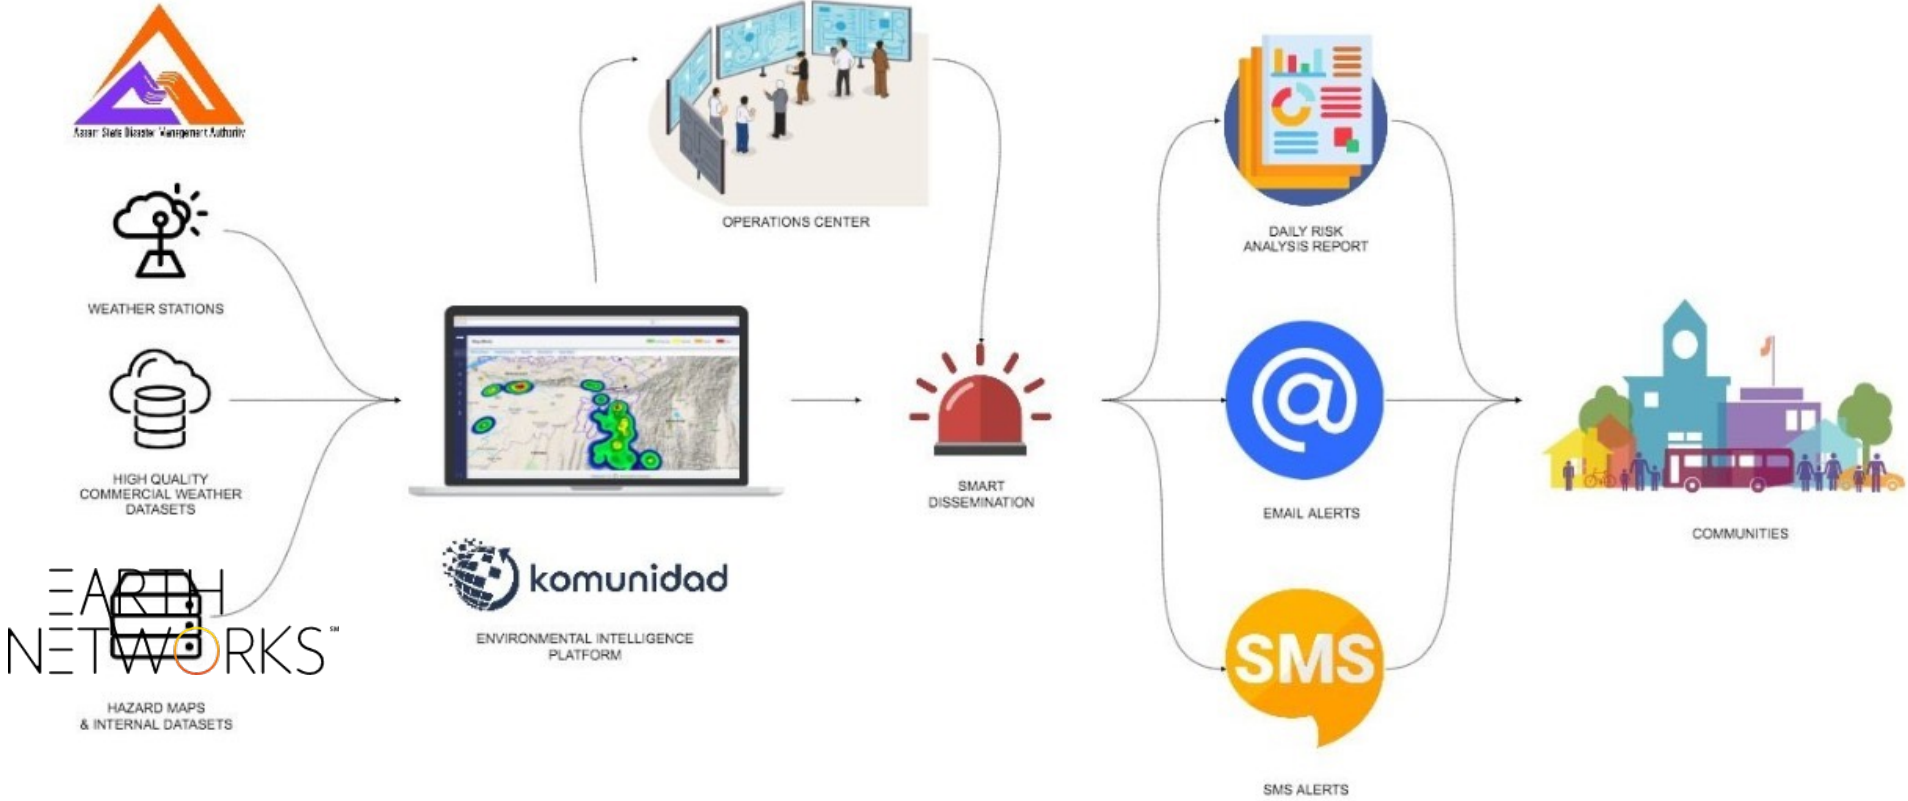 Assam State Disaster Management Authority
WEATHER STATIONS
HIGH QUALITY
COMMERCIAL WEATHER
DATASETS
EARTH
NETWORKS℠
HAZARD MAPS
& INTERNAL DATASETS
OPERATIONS CENTER
komunidad
ENVIRONMENTAL INTELLIGENCE
PLATFORM
SMART
DISSEMINATION
DAILY RISK
ANALYSIS REPORT
@
EMAIL ALERTS
SMS
SMS ALERTS
COMMUNITIES